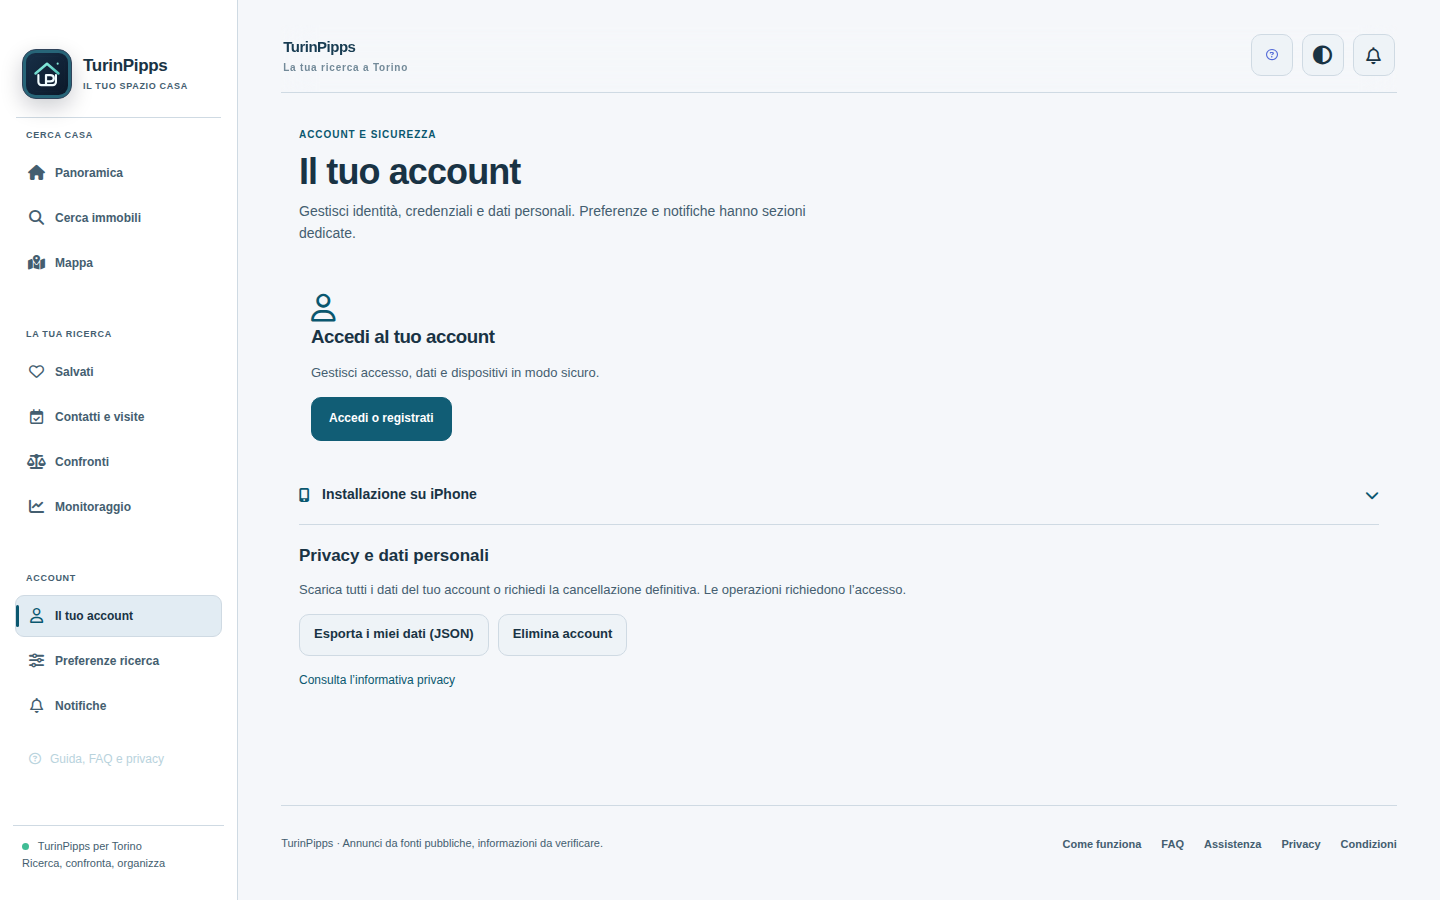 TurinPipps
IL TUO SPAZIO CASA
CERCA CASA
Panoramica
Cerca immobili
Mappa
LA TUA RICERCA
Salvati
Contatti e visite
Confronti
Monitoraggio
ACCOUNT
Il tuo account
Preferenze ricerca
Notifiche
Guida, FAQ e privacy
TurinPipps per Torino
Ricerca, confronta, organizza
TurinPipps
La tua ricerca a Torino
ACCOUNT E SICUREZZA
Il tuo account
Gestisci identità, credenziali e dati personali. Preferenze e notifiche hanno sezioni
dedicate.
Accedi al tuo account
Gestisci accesso, dati e dispositivi in modo sicuro.
Accedi o registrati
Installazione su iPhone
Privacy e dati personali
Scarica tutti i dati del tuo account o richiedi la cancellazione definitiva. Le operazioni richiedono l’accesso.
Esporta i miei dati (JSON) Elimina account
Consulta l’informativa privacy
TurinPipps · Annunci da fonti pubbliche, informazioni da verificare.
Come funziona FAQ Assistenza Privacy Condizioni